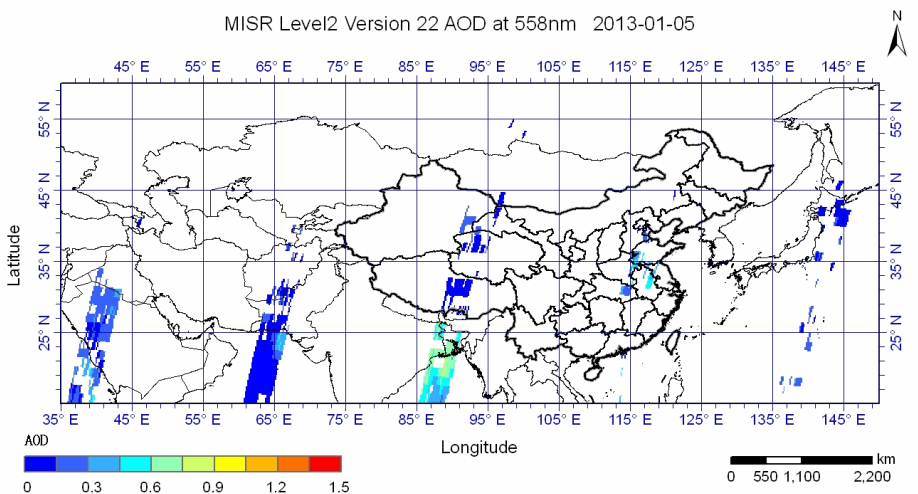 MISR Level2 Version 22 AOD at 558nm 2013-01-05
N
45° E 55° E 65° E 75° E 85° E 95° E 105° E 115° E 125° E 135° E 145° E
55° N 55° N
45° N 45° N
35° N 35° N
25° N 25° N
Latitude
35° E 45° E 55° E 65° E 75° E 85° E 95° E 105° E 115° E 125° E 135° E 145° E
Longitude
AOD
0 0.3 0.6 0.9 1.2 1.5
km
0 550 1,100 2,200